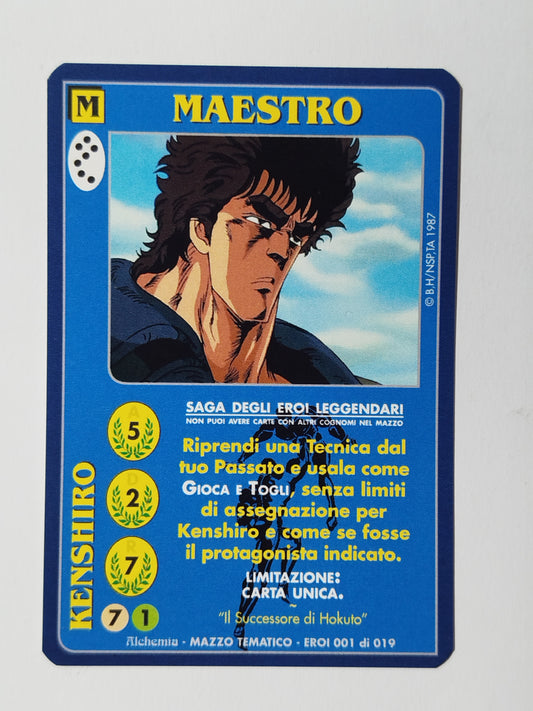 M
MAESTRO
© B.H/NSP,TA 1987
SAGA DEGLI EROI LEGGENDARI
NON PUOI AVERE CARTE CON ALTRI COGNOMI NEL MAZZO
A
5
D
2
R
7
Riprendi una Tecnica dal
tuo Passato e usala come
GIOCA E TOGLI, senza limiti
di assegnazione per
Kenshiro e come se fosse
il protagonista indicato.
LIMITAZIONE:
CARTA UNICA.
~
"Il Successore di Hokuto"
KENSHIRO
7 1
Alchemia • MAZZO TEMATICO • EROI 001 di 019